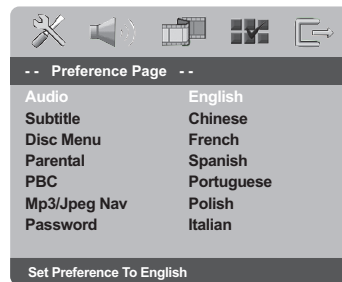 -- Preference Page --
Audio English
Subtitle Chinese
Disc Menu French
Parental Spanish
PBC Portuguese
Mp3/Jpeg Nav Polish
Password Italian
Set Preference To English